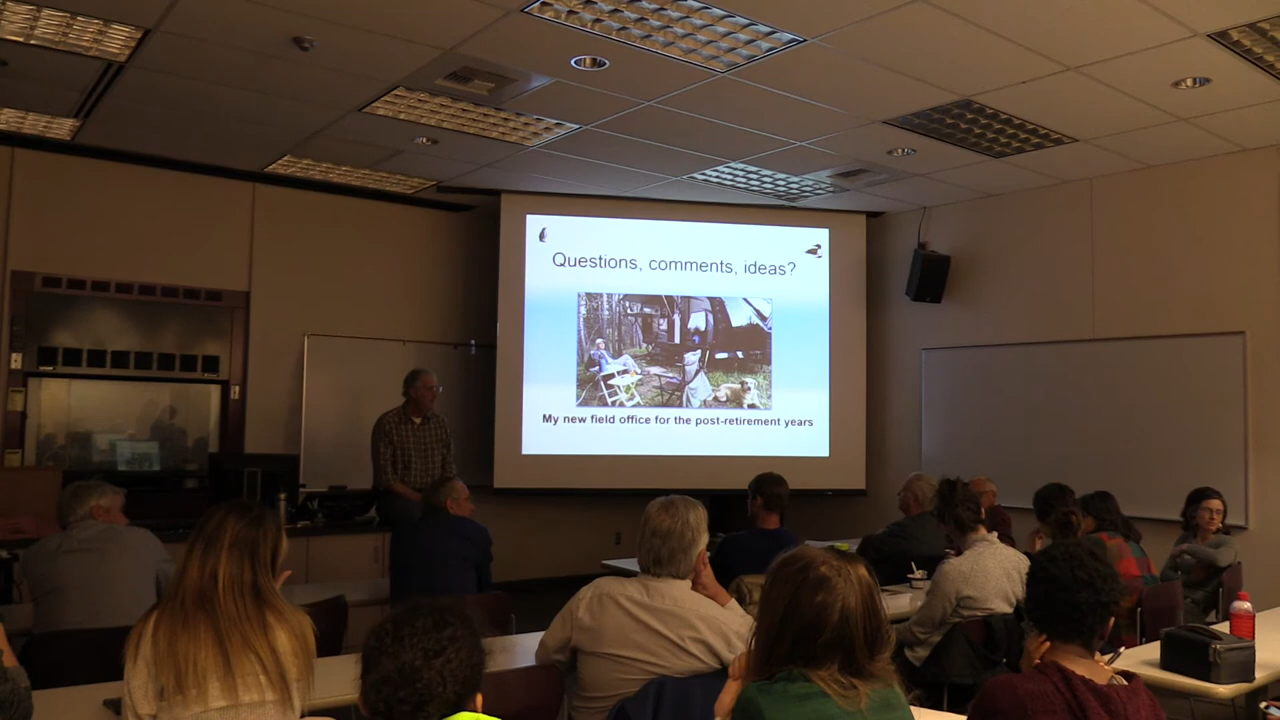 Questions, comments, ideas?
My new field office for the post-retirement years